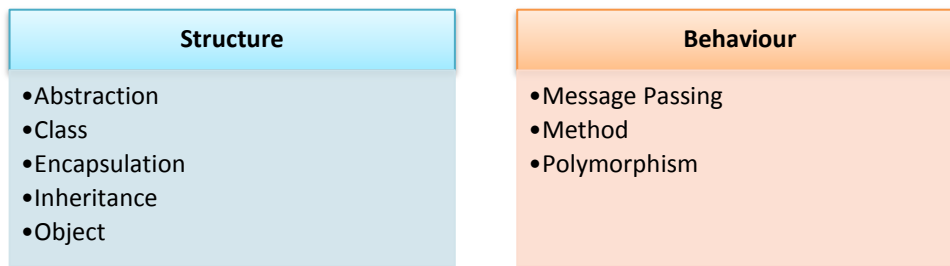 Structure
•Abstraction
•Class
•Encapsulation
•Inheritance
•Object
Behaviour
•Message Passing
•Method
•Polymorphism